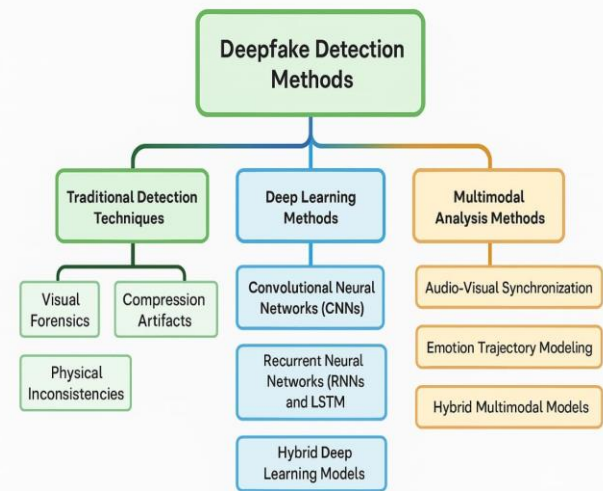 Deepfake Detection
Methods
Traditional Detection
Techniques
Visual
Forensics
Compression
Artifacts
Physical
Inconsistencies
Deep Learning
Methods
Convolutional Neural
Networks (CNNs)
Recurrent Neural
Networks (RNNs
and LSTM
Hybrid Deep
Learning Models
Multimodal
Analysis Methods
Audio-Visual Synchronization
Emotion Trajectory Modeling
Hybrid Multimodal Models